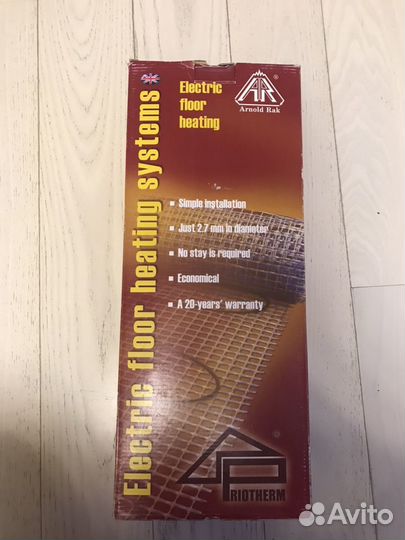 Electric floor heating systems
Electric
floor
heating
AR
®
Arnold Rak
Simple installation
Just 2.7 mm in diameter
No stay is required
Economical
A 20-years' warranty
®
PRIOTHERM
Avito